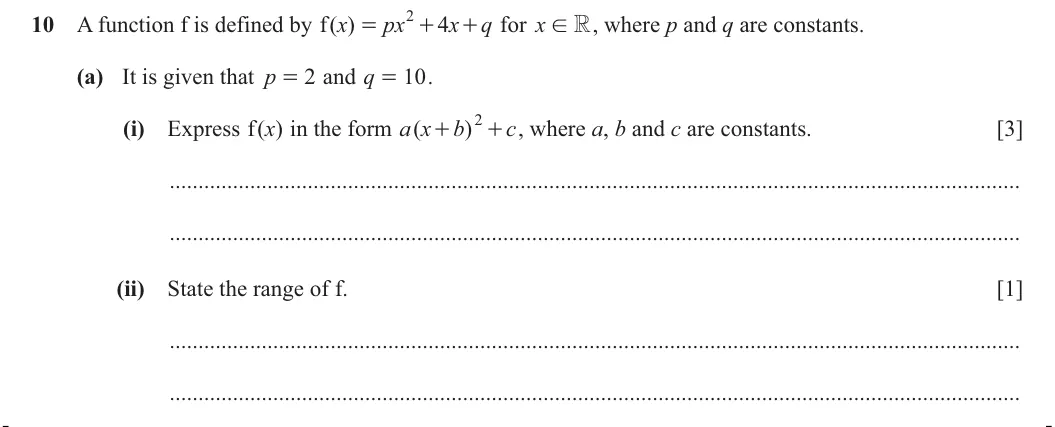 10 A function f is defined by f(x) = px² + 4x + q for x ∈ ℝ, where p and q are constants.
(a) It is given that p = 2 and q = 10.
(i) Express f(x) in the form a(x + b)² + c, where a, b and c are constants. [3]
(ii) State the range of f. [1]